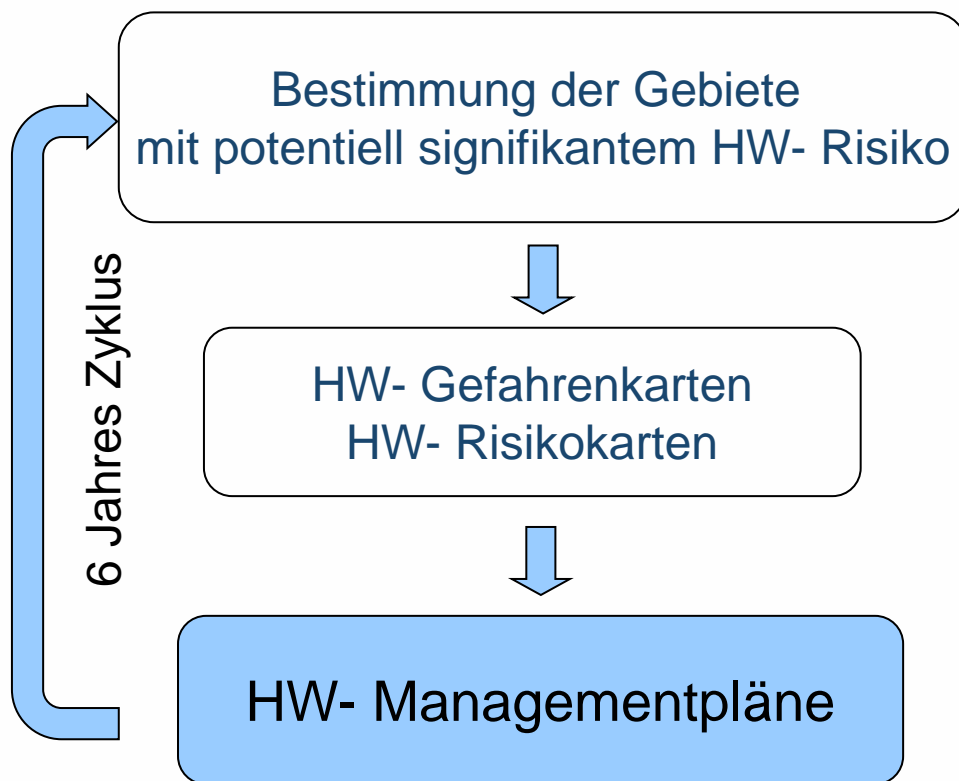 Bestimmung der Gebiete
mit potentiell signifikantem HW- Risiko
6 Jahres Zyklus
HW- Gefahrenkarten
HW- Risikokarten
HW- Managementpläne